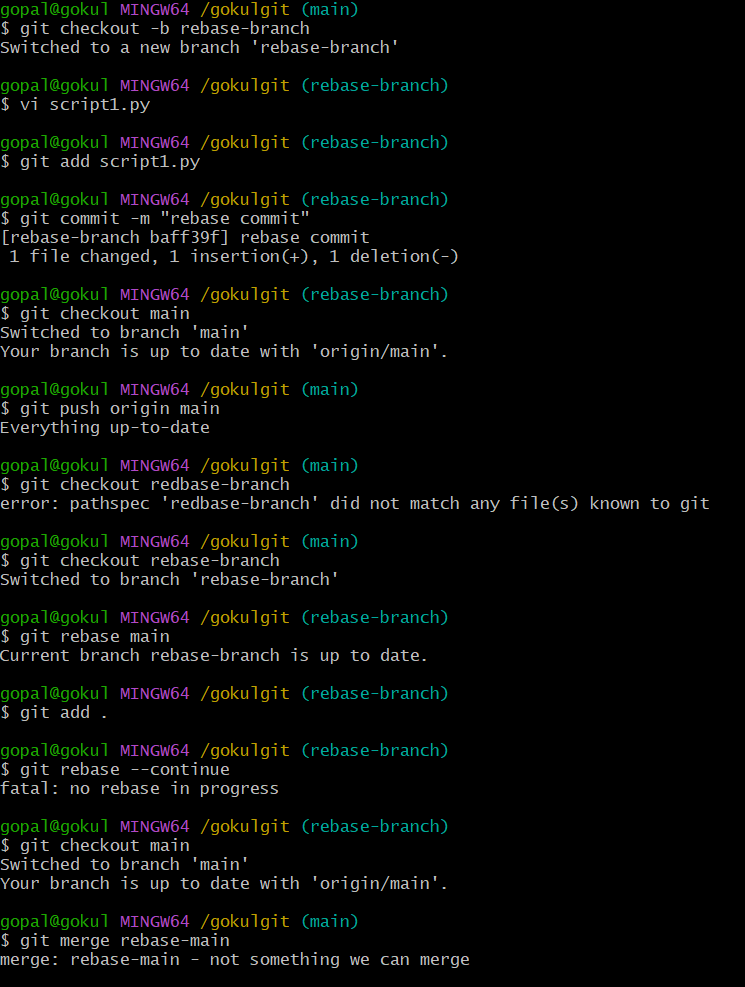 gopal@gokul MINGW64 /gokulgit (main)
$ git checkout -b rebase-branch
Switched to a new branch 'rebase-branch'
gopal@gokul MINGW64 /gokulgit (rebase-branch)
$ vi script1.py
gopal@gokul MINGW64 /gokulgit (rebase-branch)
$ git add script1.py
gopal@gokul MINGW64 /gokulgit (rebase-branch)
$ git commit -m "rebase commit"
[rebase-branch baff39f] rebase commit
 1 file changed, 1 insertion(+), 1 deletion(-)
gopal@gokul MINGW64 /gokulgit (rebase-branch)
$ git checkout main
Switched to branch 'main'
Your branch is up to date with 'origin/main'.
gopal@gokul MINGW64 /gokulgit (main)
$ git push origin main
Everything up-to-date
gopal@gokul MINGW64 /gokulgit (main)
$ git checkout redbase-branch
error: pathspec 'redbase-branch' did not match any file(s) known to git
gopal@gokul MINGW64 /gokulgit (main)
$ git checkout rebase-branch
Switched to branch 'rebase-branch'
gopal@gokul MINGW64 /gokulgit (rebase-branch)
$ git rebase main
Current branch rebase-branch is up to date.
gopal@gokul MINGW64 /gokulgit (rebase-branch)
$ git add .
gopal@gokul MINGW64 /gokulgit (rebase-branch)
$ git rebase --continue
fatal: no rebase in progress
gopal@gokul MINGW64 /gokulgit (rebase-branch)
$ git checkout main
Switched to branch 'main'
Your branch is up to date with 'origin/main'.
gopal@gokul MINGW64 /gokulgit (main)
$ git merge rebase-main
merge: rebase-main - not something we can merge